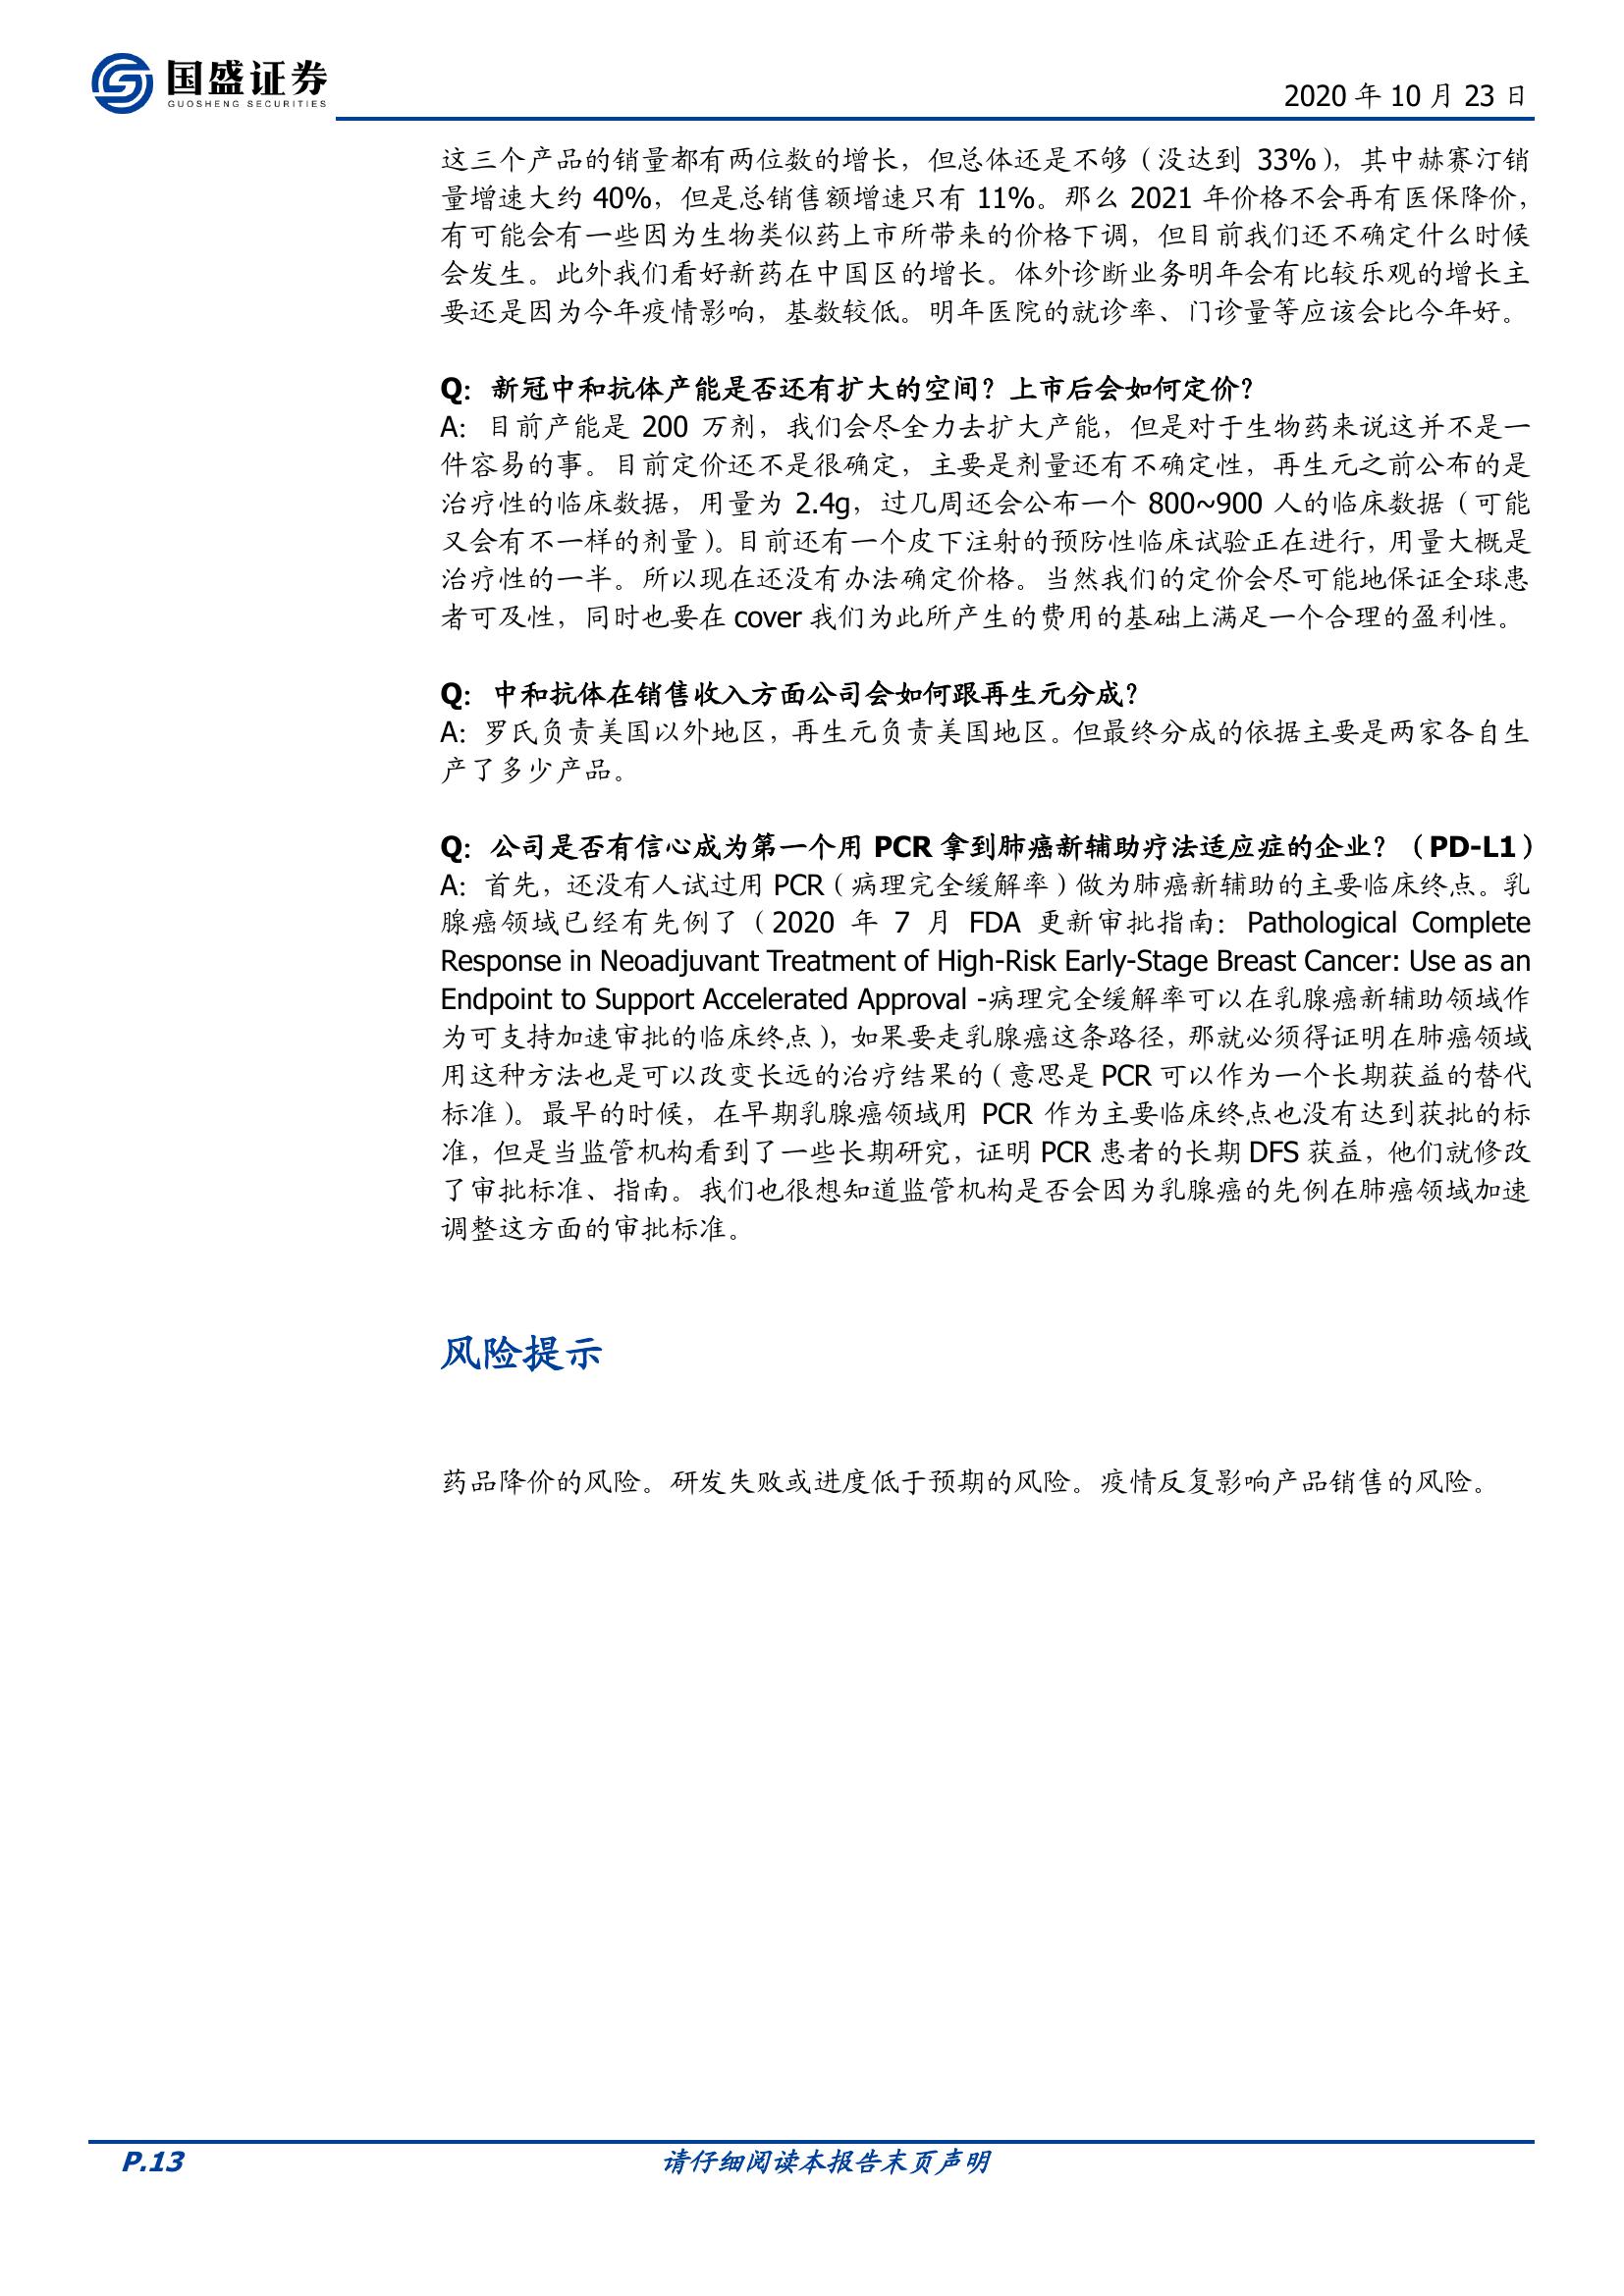 国盛证券
GUOSHENG SECURITIES
2020 年 10 月 23 日
这三个产品的销量都有两位数的增长，但总体还是不够（没达到 33%），其中赫赛汀销
量增速大约 40%，但是总销售额增速只有 11%。那么 2021 年价格不会再有医保降价，
有可能会有一些因为生物类似药上市所带来的价格下调，但目前我们还不确定什么时候
会发生。此外我们看好新药在中国区的增长。体外诊断业务明年会有比较乐观的增长主
要还是因为今年疫情影响，基数较低。明年医院的就诊率、门诊量等应该会比今年好。
Q：新冠中和抗体产能是否还有扩大的空间？上市后会如何定价？
A：目前产能是 200 万剂，我们会尽全力去扩大产能，但是对于生物药来说这并不是一
件容易的事。目前定价还不是很确定，主要是剂量还有不确定性，再生元之前公布的是
治疗性的临床数据，用量为 2.4g，过几周还会公布一个 800~900 人的临床数据（可能
又会有不一样的剂量）。目前还有一个皮下注射的预防性临床试验正在进行，用量大概是
治疗性的一半。所以现在还没有办法确定价格。当然我们的定价会尽可能地保证全球患
者可及性，同时也要在 cover 我们为此所产生的费用的基础上满足一个合理的盈利性。
Q：中和抗体在销售收入方面公司会如何跟再生元分成？
A：罗氏负责美国以外地区，再生元负责美国地区。但最终分成的依据主要是两家各自生
产了多少产品。
Q：公司是否有信心成为第一个用 PCR 拿到肺癌新辅助疗法适应症的企业？（PD-L1）
A：首先，还没有人试过用 PCR（病理完全缓解率）做为肺癌新辅助的主要临床终点。乳
腺癌领域已经有先例了（2020 年 7 月 FDA 更新审批指南：Pathological Complete
Response in Neoadjuvant Treatment of High-Risk Early-Stage Breast Cancer: Use as an
Endpoint to Support Accelerated Approval -病理完全缓解率可以在乳腺癌新辅助领域作
为可支持加速审批的临床终点），如果要走乳腺癌这条路径，那就必须得证明在肺癌领域
用这种方法也是可以改变长远的治疗结果的（意思是 PCR 可以作为一个长期获益的替代
标准）。最早的时候，在早期乳腺癌领域用 PCR 作为主要临床终点也没有达到获批的标
准，但是当监管机构看到了一些长期研究，证明 PCR 患者的长期 DFS 获益，他们就修改
了审批标准、指南。我们也很想知道监管机构是否会因为乳腺癌的先例在肺癌领域加速
调整这方面的审批标准。
风险提示
药品降价的风险。研发失败或进度低于预期的风险。疫情反复影响产品销售的风险。
P.13
请仔细阅读本报告末页声明